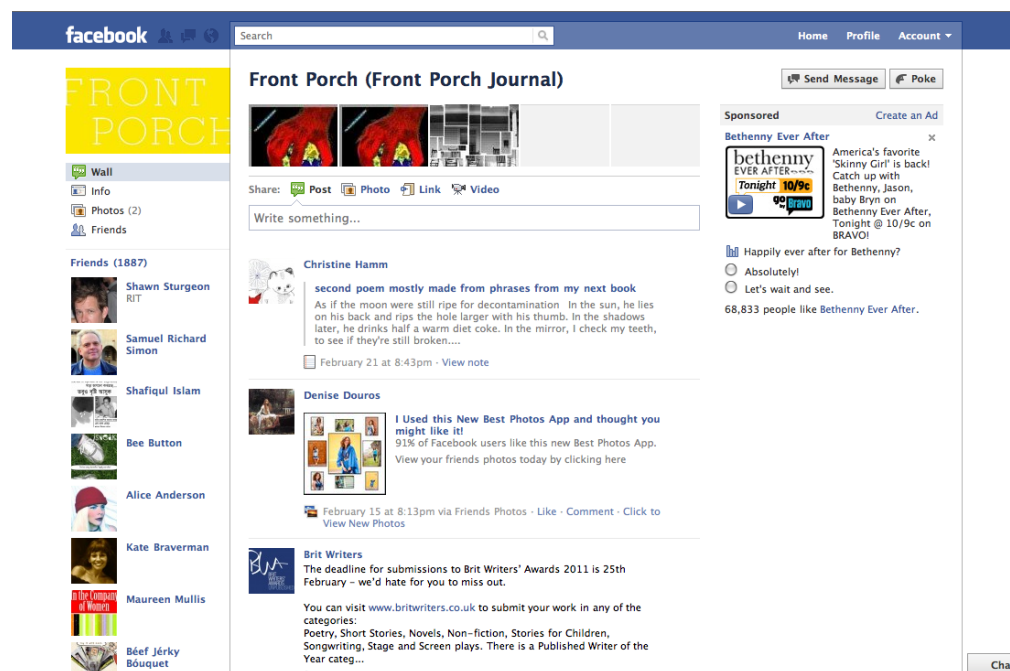 facebook
Search
Home Profile Account
FRONT
PORCH
Wall
Info
Photos (2)
Friends
Friends (1887)
Shawn Sturgeon
RIT
Samuel Richard
Simon
Shafiqul Islam
Bee Button
Alice Anderson
Kate Braverman
In the Company
of Women
Maureen Mullis
Béef Jérky
Bóuquet
Front Porch (Front Porch Journal)
Send Message Poke
Share: Post Photo Link Video
Write something...
Christine Hamm
second poem mostly made from phrases from my next book
As if the moon were still ripe for decontamination In the sun, he lies
on his back and rips the hole larger with his thumb. In the shadows
later, he drinks half a warm diet coke. In the mirror, I check my teeth,
to see if they're still broken....
February 21 at 8:43pm · View note
Denise Douros
I Used this New Best Photos App and thought you
might like it!
91% of Facebook users like this new Best Photos App.
View your friends photos today by clicking here
February 15 at 8:13pm via Friends Photos · Like · Comment · Click to
View New Photos
BRIT
WRITERS'
Brit Writers
The deadline for submissions to Brit Writers' Awards 2011 is 25th
February – we'd hate for you to miss out.
You can visit www.britwriters.co.uk to submit your work in any of the
categories:
Poetry, Short Stories, Novels, Non-fiction, Stories for Children,
Songwriting, Stage and Screen plays. There is a Published Writer of the
Year categ...
Sponsored Create an Ad
Bethenny Ever After
bethenny
EVER AFTER
Tonight 10/9c
go by Bravo
America's favorite
'Skinny Girl' is back!
Catch up with
Bethenny, Jason,
baby Bryn on
Bethenny Ever After,
Tonight @ 10/9c on
BRAVO!
Happily ever after for Bethenny?
Absolutely!
Let's wait and see.
68,833 people like Bethenny Ever After.
Cha